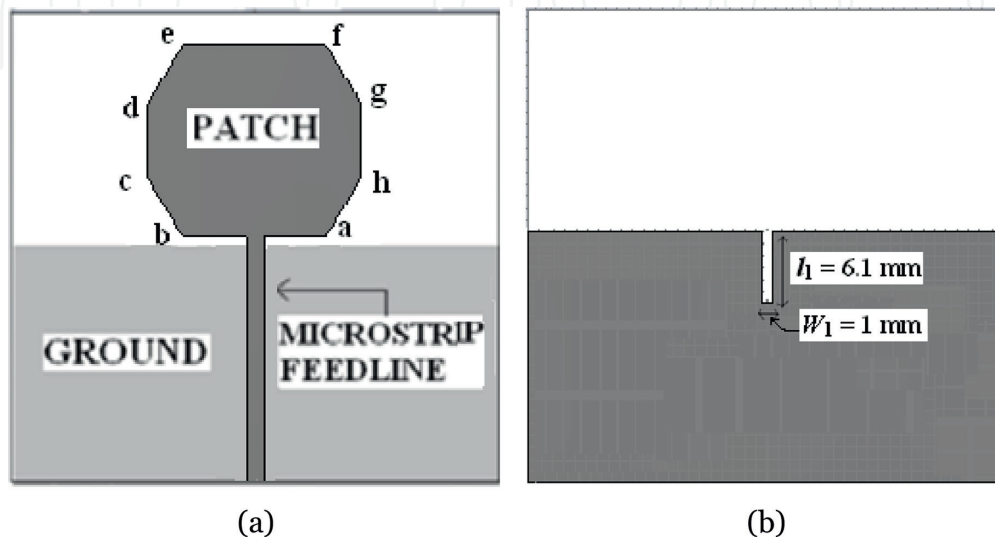 e
f
d
g
PATCH
c
h
b
a
l1 = 6.1 mm
W1 = 1 mm
GROUND
MICROSTRIP
FEEDLINE
(a)
(b)